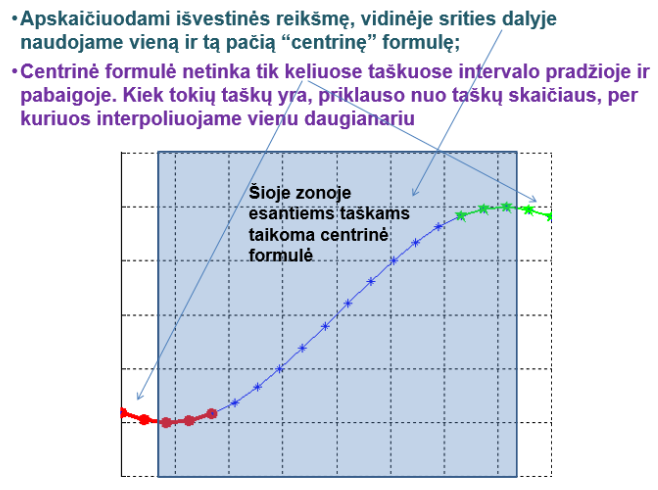 •Apskaičiuodami išvestinės reikšmę, vidinėje srities dalyje
naudojame vieną ir tą pačią “centrinę” formulę;
•Centrinė formulė netinka tik keliuose taškuose intervalo pradžioje ir
pabaigoje. Kiek tokių taškų yra, priklauso nuo taškų skaičiaus, per
kuriuos interpoliuojame vienu daugianariu
Šioje zonoje
esantiems taškams
taikoma centrinė
formulė